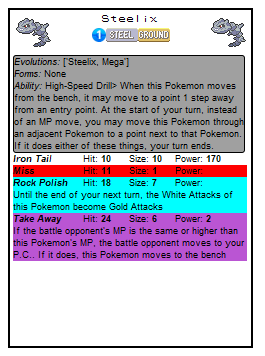 Steelix
1 STEEL GROUND
Evolutions: ['Steelix, Mega']
Forms: None
Ability: High-Speed Drill> When this Pokemon moves
from the bench, it may move to a point 1 step away
from an entry point. At the start of your turn, instead
of an MP move, you may move this Pokemon through
an adjacent Pokemon to a point next to that Pokemon.
If it does either of these things, your turn ends.
Iron Tail Hit: 10 Size: 10 Power: 170
Miss Hit: 11 Size: 1 Power:
Rock Polish Hit: 18 Size: 7 Power:
Until the end of your next turn, the White Attacks of
this Pokemon become Gold Attacks
Take Away Hit: 24 Size: 6 Power: 2
If the battle opponent's MP is the same or higher than
this Pokemon's MP, the battle opponent moves to your
P.C.. If it does, this Pokemon moves to the bench